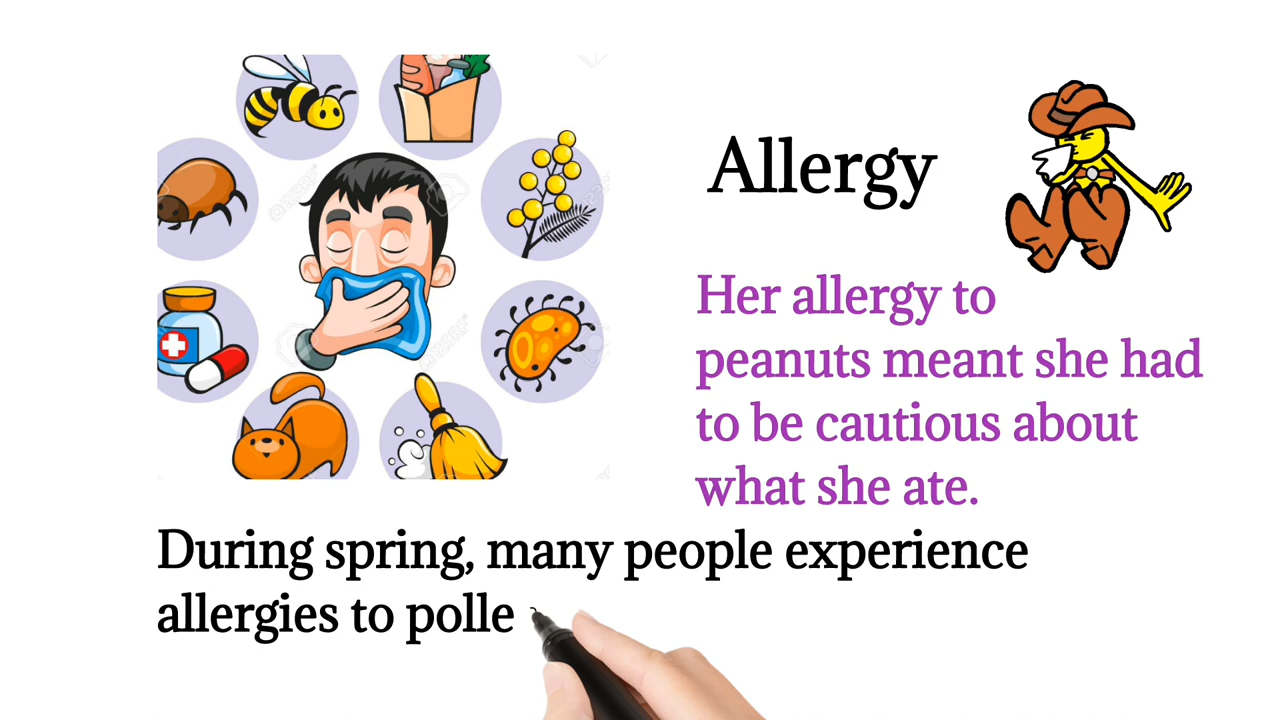 Allergy
Her allergy to
peanuts meant she had
to be cautious about
what she ate.
During spring, many people experience
allergies to polle